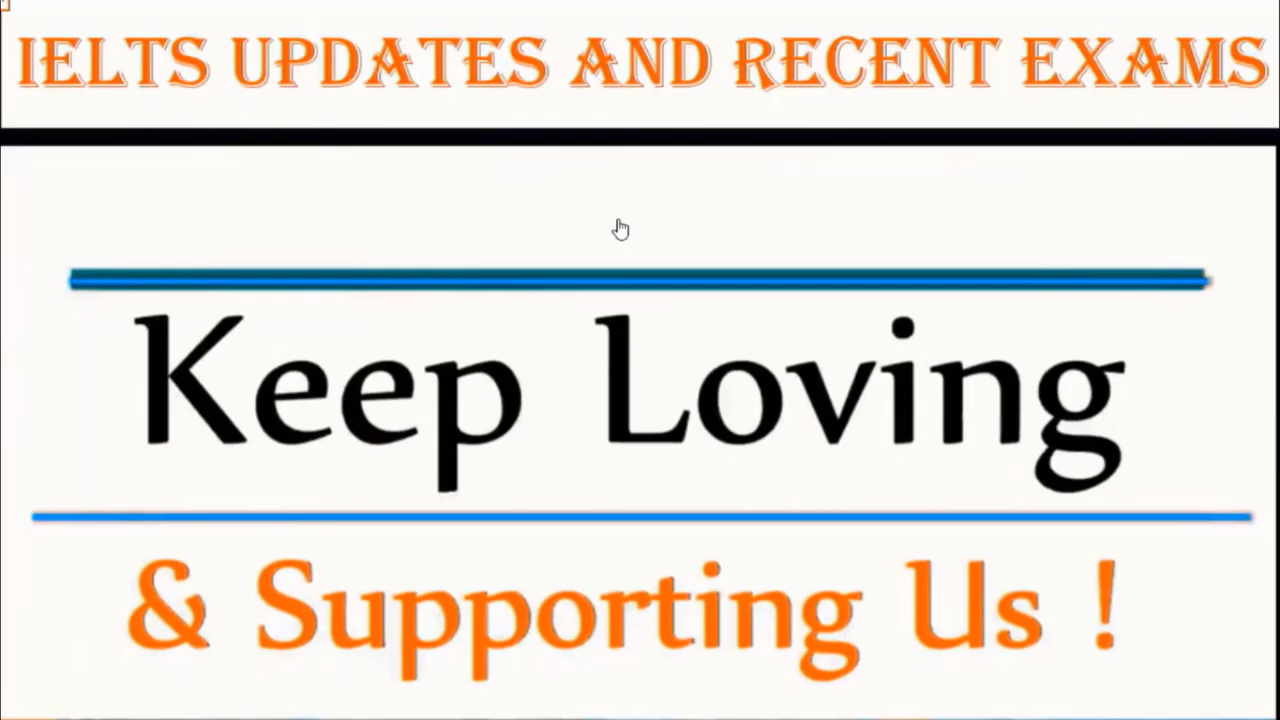 IELTS UPDATES AND RECENT EXAMS
Keep Loving
& Supporting Us !